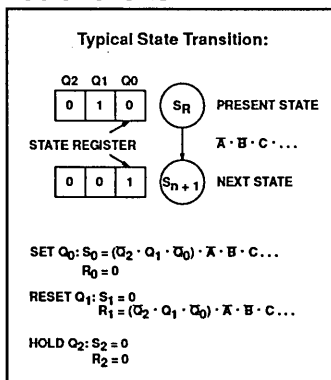 Typical State Transition:
Q2 Q1 Q0
0 1 0 S_R PRESENT STATE
STATE REGISTER A̅ · B̅ · C · . . .
0 0 1 S_{n + 1} NEXT STATE
SET Q₀: S₀ = (Q̅₂ · Q₁ · Q̅₀) · A̅ · B̅ · C . . .
R₀ = 0
RESET Q₁: S₁ = 0
R₁ = (Q̅₂ · Q₁ · Q̅₀) · A̅ · B̅ · C . . .
HOLD Q₂: S₂ = 0
R₂ = 0